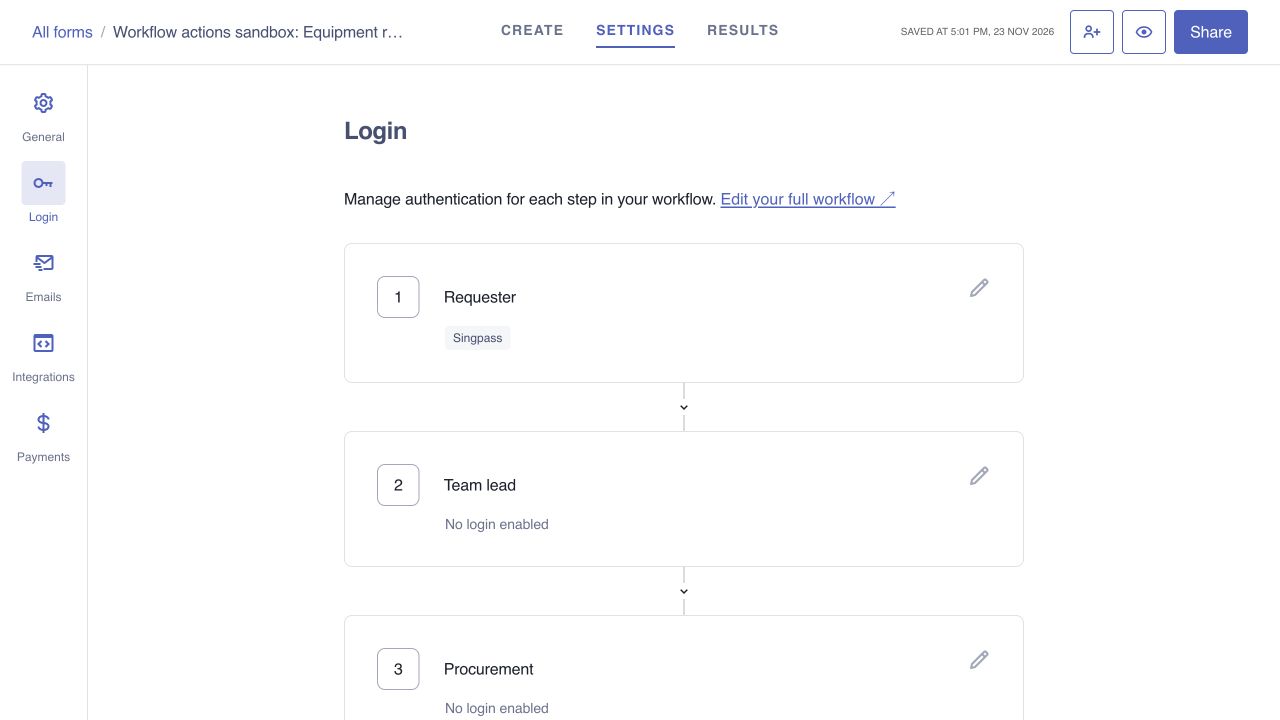 All forms / Workflow actions sandbox: Equipment r…
CREATE
SETTINGS
RESULTS
SAVED AT 5:01 PM, 23 NOV 2026
Share
General
Login
Emails
Integrations
Payments
Login
Manage authentication for each step in your workflow. Edit your full workflow
1
Requester
Singpass
2
Team lead
No login enabled
3
Procurement
No login enabled